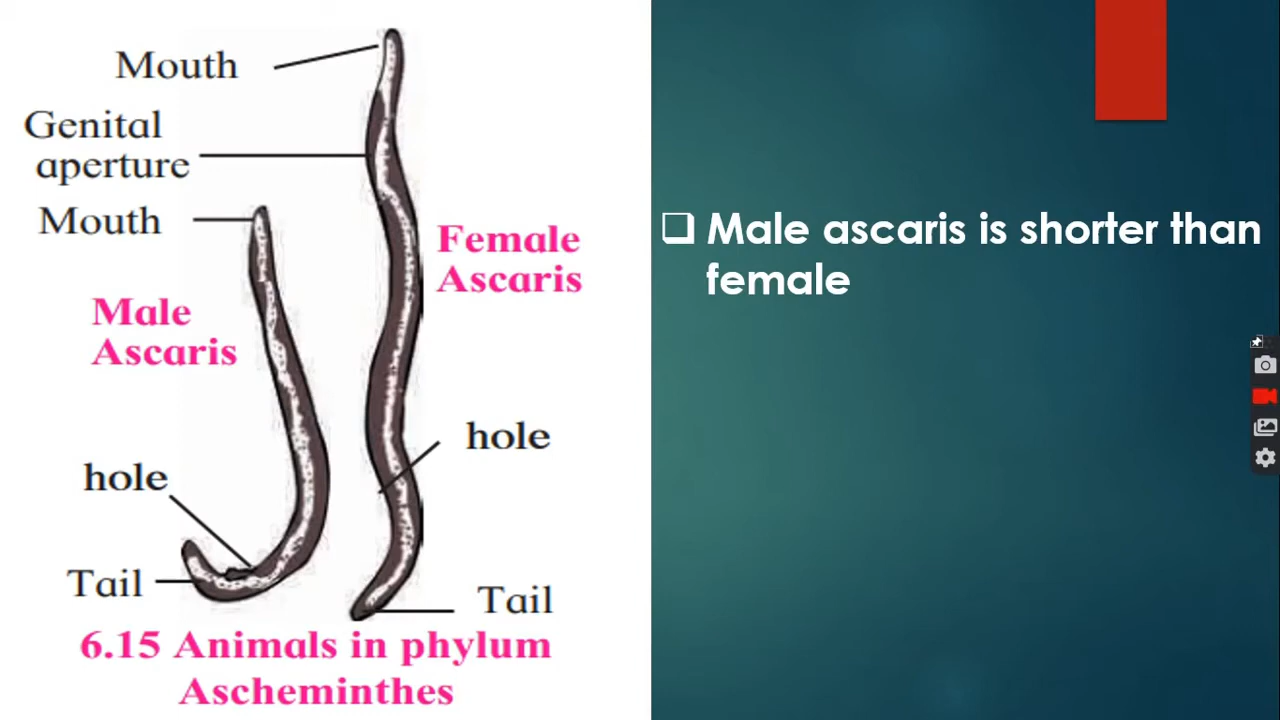 Mouth
Genital
aperture
Mouth
Female
Ascaris
Male
Ascaris
hole
hole
Tail
Tail
6.15 Animals in phylum
Ascheminthes
Male ascaris is shorter than
female